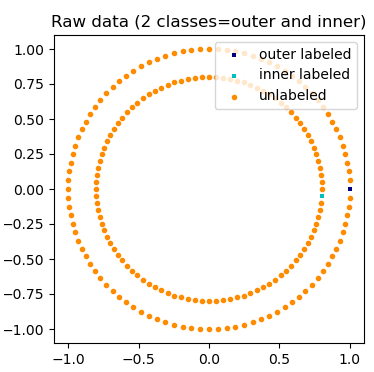 Raw data (2 classes=outer and inner)
outer labeled
inner labeled
unlabeled
1.00
0.75
0.50
0.25
0.00
−0.25
−0.50
−0.75
−1.00
−1.0 −0.5 0.0 0.5 1.0